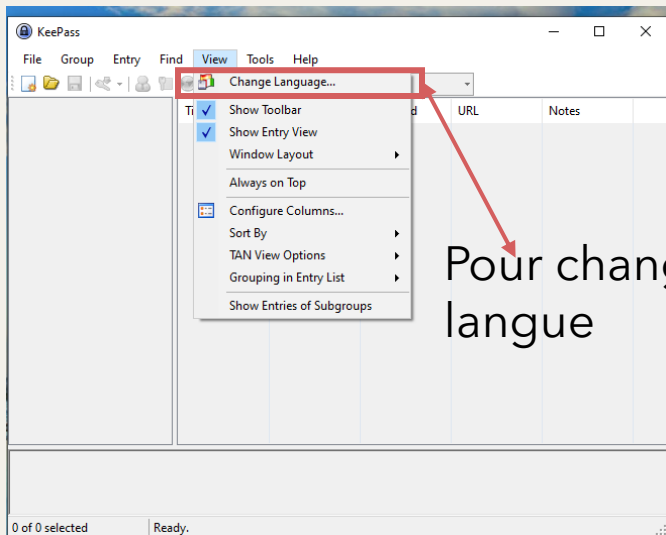 KeePass
File Group Entry Find View Tools Help
Change Language...
Show Toolbar
Show Entry View
Window Layout
Always on Top
Configure Columns...
Sort By
TAN View Options
Grouping in Entry List
Show Entries of Subgroups
URL Notes
Pour
langue
0 of 0 selected Ready.